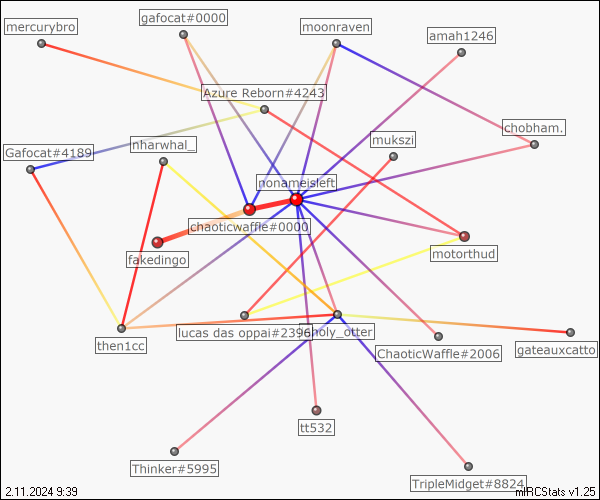 gafocat#0000
moonraven
mercurybro
amah1246
Azure Reborn#4243
chobham.
mukszi
nharwhal_
Gafocat#4189
nonameisleft
chaoticwaffle#0000
motorthud
fakedingo
lucas das oppai#2396
holy_otter
then1cc
ChaoticWaffle#2006
gateauxcatto
tt532
Thinker#5995
TripleMidget#8824
2.11.2024 9:39
mIRCStats v1.25